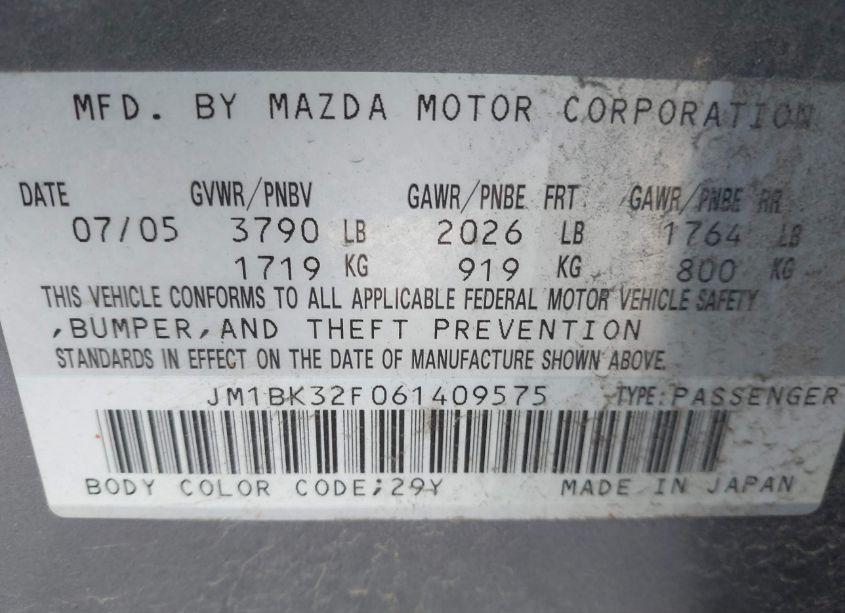 MFD. BY MAZDA MOTOR CORPORATION
DATE GVWR/PNBV GAWR/PNBE FRT GAWR/PNBE RR
07/05 3790 LB 2026 LB 1764 LB
1719 KG 919 KG 800 KG
THIS VEHICLE CONFORMS TO ALL APPLICABLE FEDERAL MOTOR VEHICLE SAFETY
,BUMPER,AND THEFT PREVENTION
STANDARDS IN EFFECT ON THE DATE OF MANUFACTURE SHOWN ABOVE.
JM1BK32F061409575 TYPE:PASSENGER
BODY COLOR CODE;29Y MADE IN JAPAN